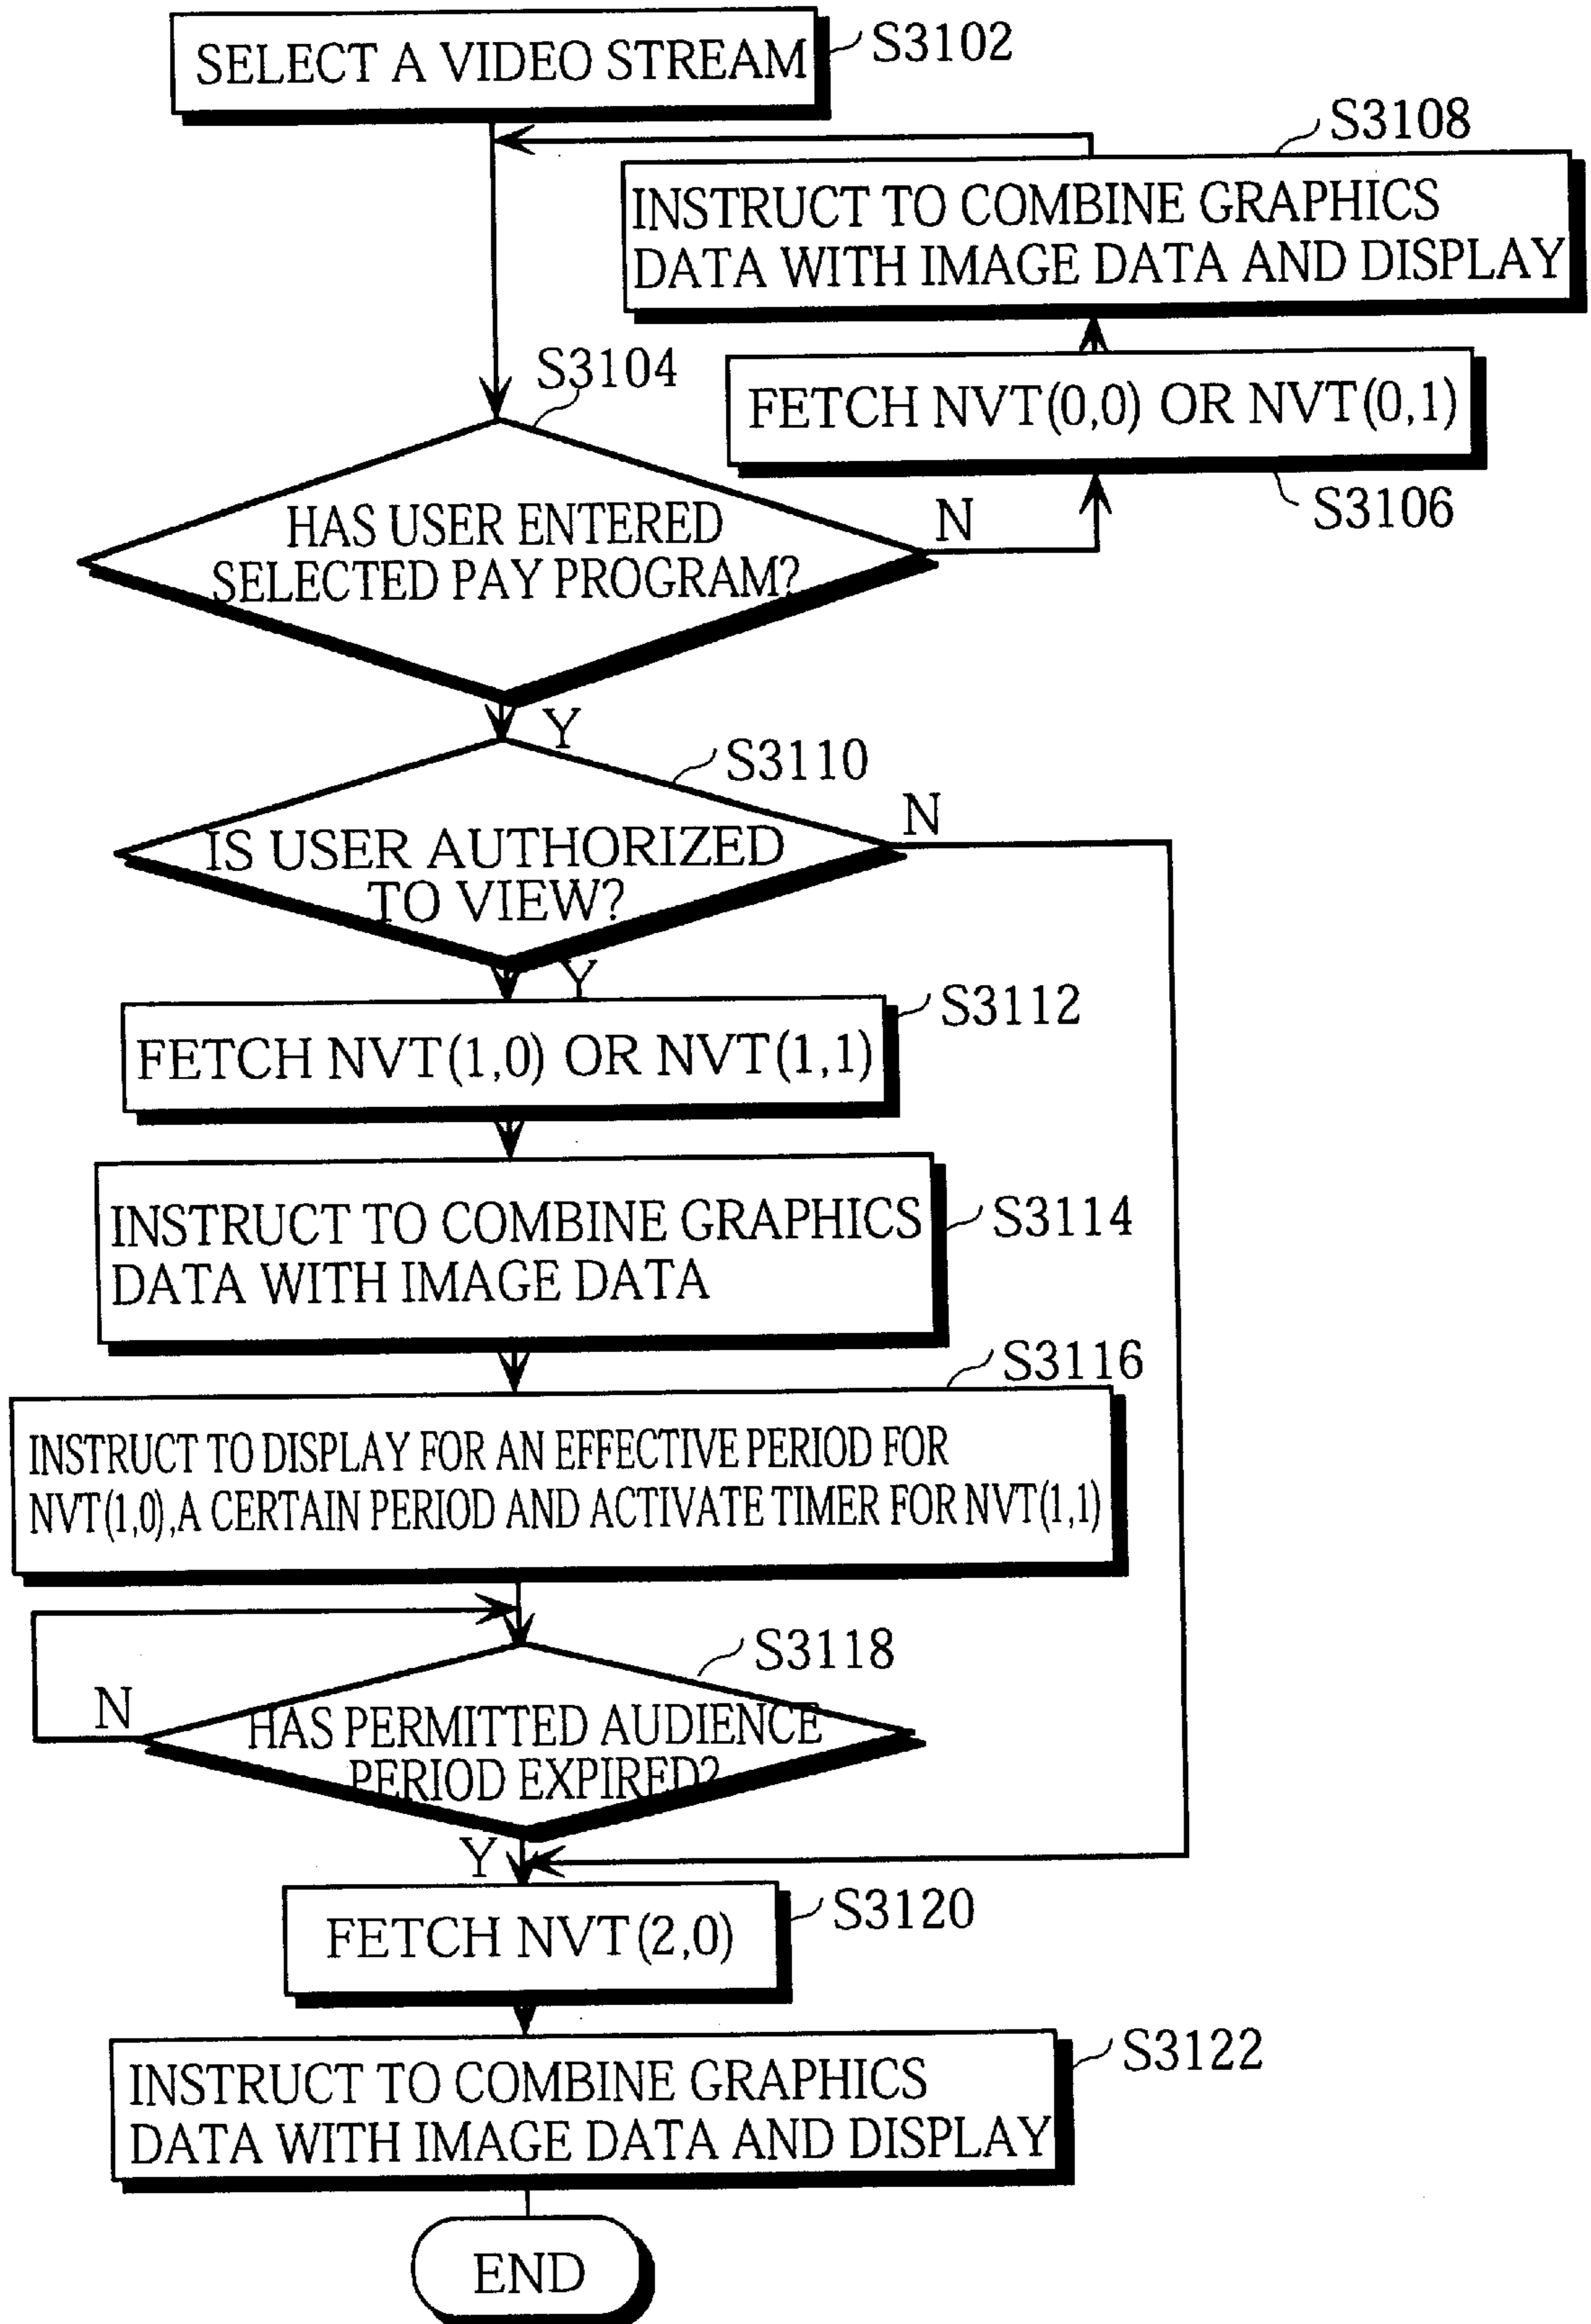 SELECT A VIDEO STREAM
S3102
S3108
INSTRUCT TO COMBINE GRAPHICS
DATA WITH IMAGE DATA AND DISPLAY
S3104
FETCH NVT(0,0) OR NVT(0,1)
S3106
HAS USER ENTERED
SELECTED PAY PROGRAM?
N
Y
S3110
IS USER AUTHORIZED
TO VIEW?
N
Y
S3112
FETCH NVT(1,0) OR NVT(1,1)
INSTRUCT TO COMBINE GRAPHICS
DATA WITH IMAGE DATA
S3114
S3116
INSTRUCT TO DISPLAY FOR AN EFFECTIVE PERIOD FOR
NVT(1,0),A CERTAIN PERIOD AND ACTIVATE TIMER FOR NVT(1,1)
S3118
N
HAS PERMITTED AUDIENCE
PERIOD EXPIRED?
Y
FETCH NVT(2,0)
S3120
INSTRUCT TO COMBINE GRAPHICS
DATA WITH IMAGE DATA AND DISPLAY
S3122
END